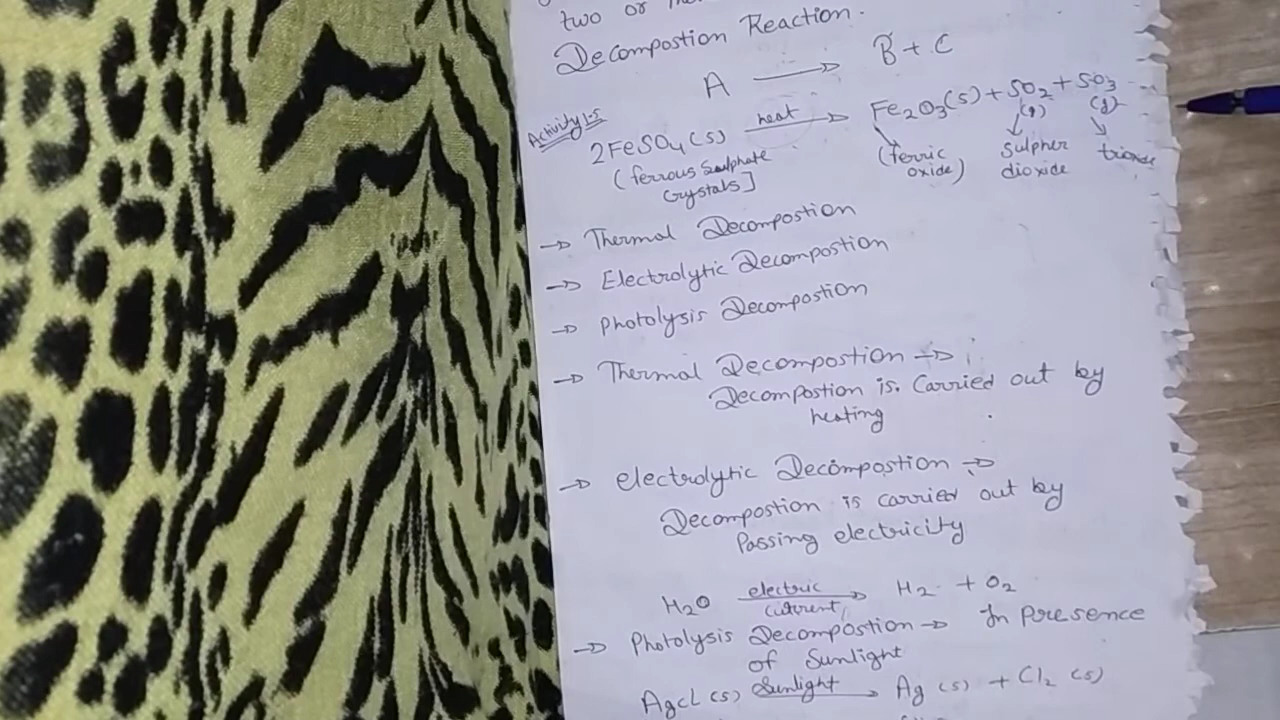 two or
Decompostion Reaction.
A → B + C
Activity 1.5
2FeSO4(s) heat → Fe2O3(s) + SO2 (g) + SO3 (g)
(ferrous Sulphate Crystals] (ferric oxide) sulpher dioxide
→ Thermal Decompostion
→ Electrolytic Decompostion
→ Photolysis Decompostion
→ Thermal Decompostion →
Decompostion is. Carried out by
heating
→ electrolytic Decompostion →
Decompostion is carried out by
Passing electricity
H2O electric current → H2 + O2
→ Photolysis Decompostion → In Presence
of Sunlight
Agcl (s) Sunlight → Ag (s) + Cl2 (s)